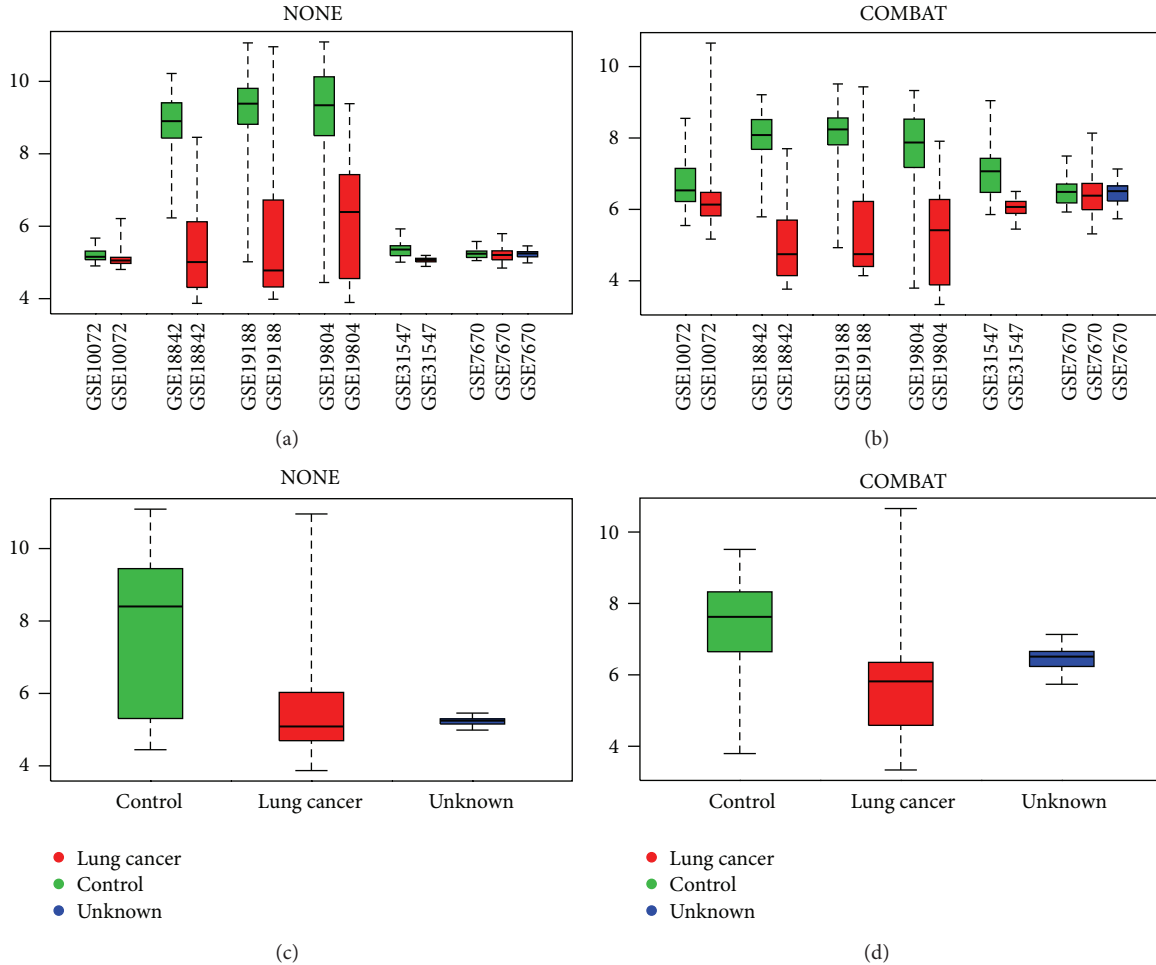 NONE
10
8
6
4
GSE10072
GSE10072
GSE18842
GSE18842
GSE19188
GSE19188
GSE19804
GSE19804
GSE31547
GSE31547
GSE7670
GSE7670
GSE7670
(a)
COMBAT
10
8
6
4
GSE10072
GSE10072
GSE18842
GSE18842
GSE19188
GSE19188
GSE19804
GSE19804
GSE31547
GSE31547
GSE7670
GSE7670
GSE7670
(b)
NONE
10
8
6
4
Control Lung cancer Unknown
Lung cancer
Control
Unknown
(c)
COMBAT
10
8
6
4
Control Lung cancer Unknown
Lung cancer
Control
Unknown
(d)